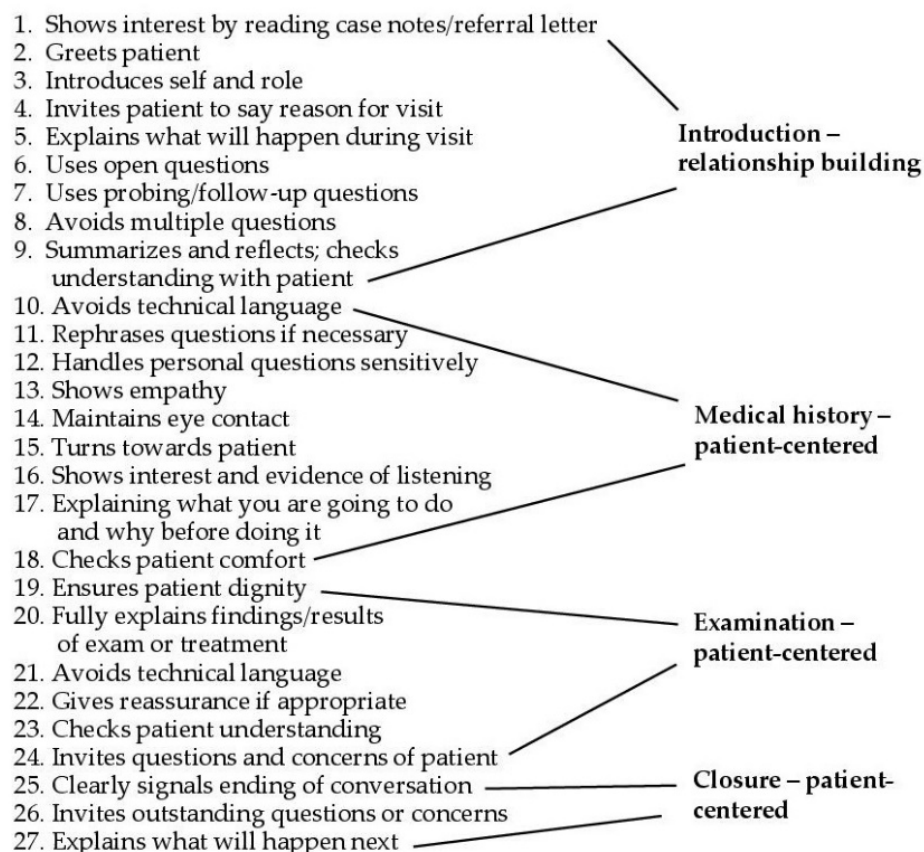 1. Shows interest by reading case notes/referral letter
2. Greets patient
3. Introduces self and role
4. Invites patient to say reason for visit
5. Explains what will happen during visit
6. Uses open questions
7. Uses probing/follow-up questions
8. Avoids multiple questions
9. Summarizes and reflects; checks
understanding with patient
10. Avoids technical language
11. Rephrases questions if necessary
12. Handles personal questions sensitively
13. Shows empathy
14. Maintains eye contact
15. Turns towards patient
16. Shows interest and evidence of listening
17. Explaining what you are going to do
and why before doing it
18. Checks patient comfort
19. Ensures patient dignity
20. Fully explains findings/results
of exam or treatment
21. Avoids technical language
22. Gives reassurance if appropriate
23. Checks patient understanding
24. Invites questions and concerns of patient
25. Clearly signals ending of conversation
26. Invites outstanding questions or concerns
27. Explains what will happen next
Introduction –
relationship building
Medical history –
patient-centered
Examination –
patient-centered
Closure – patient-
centered